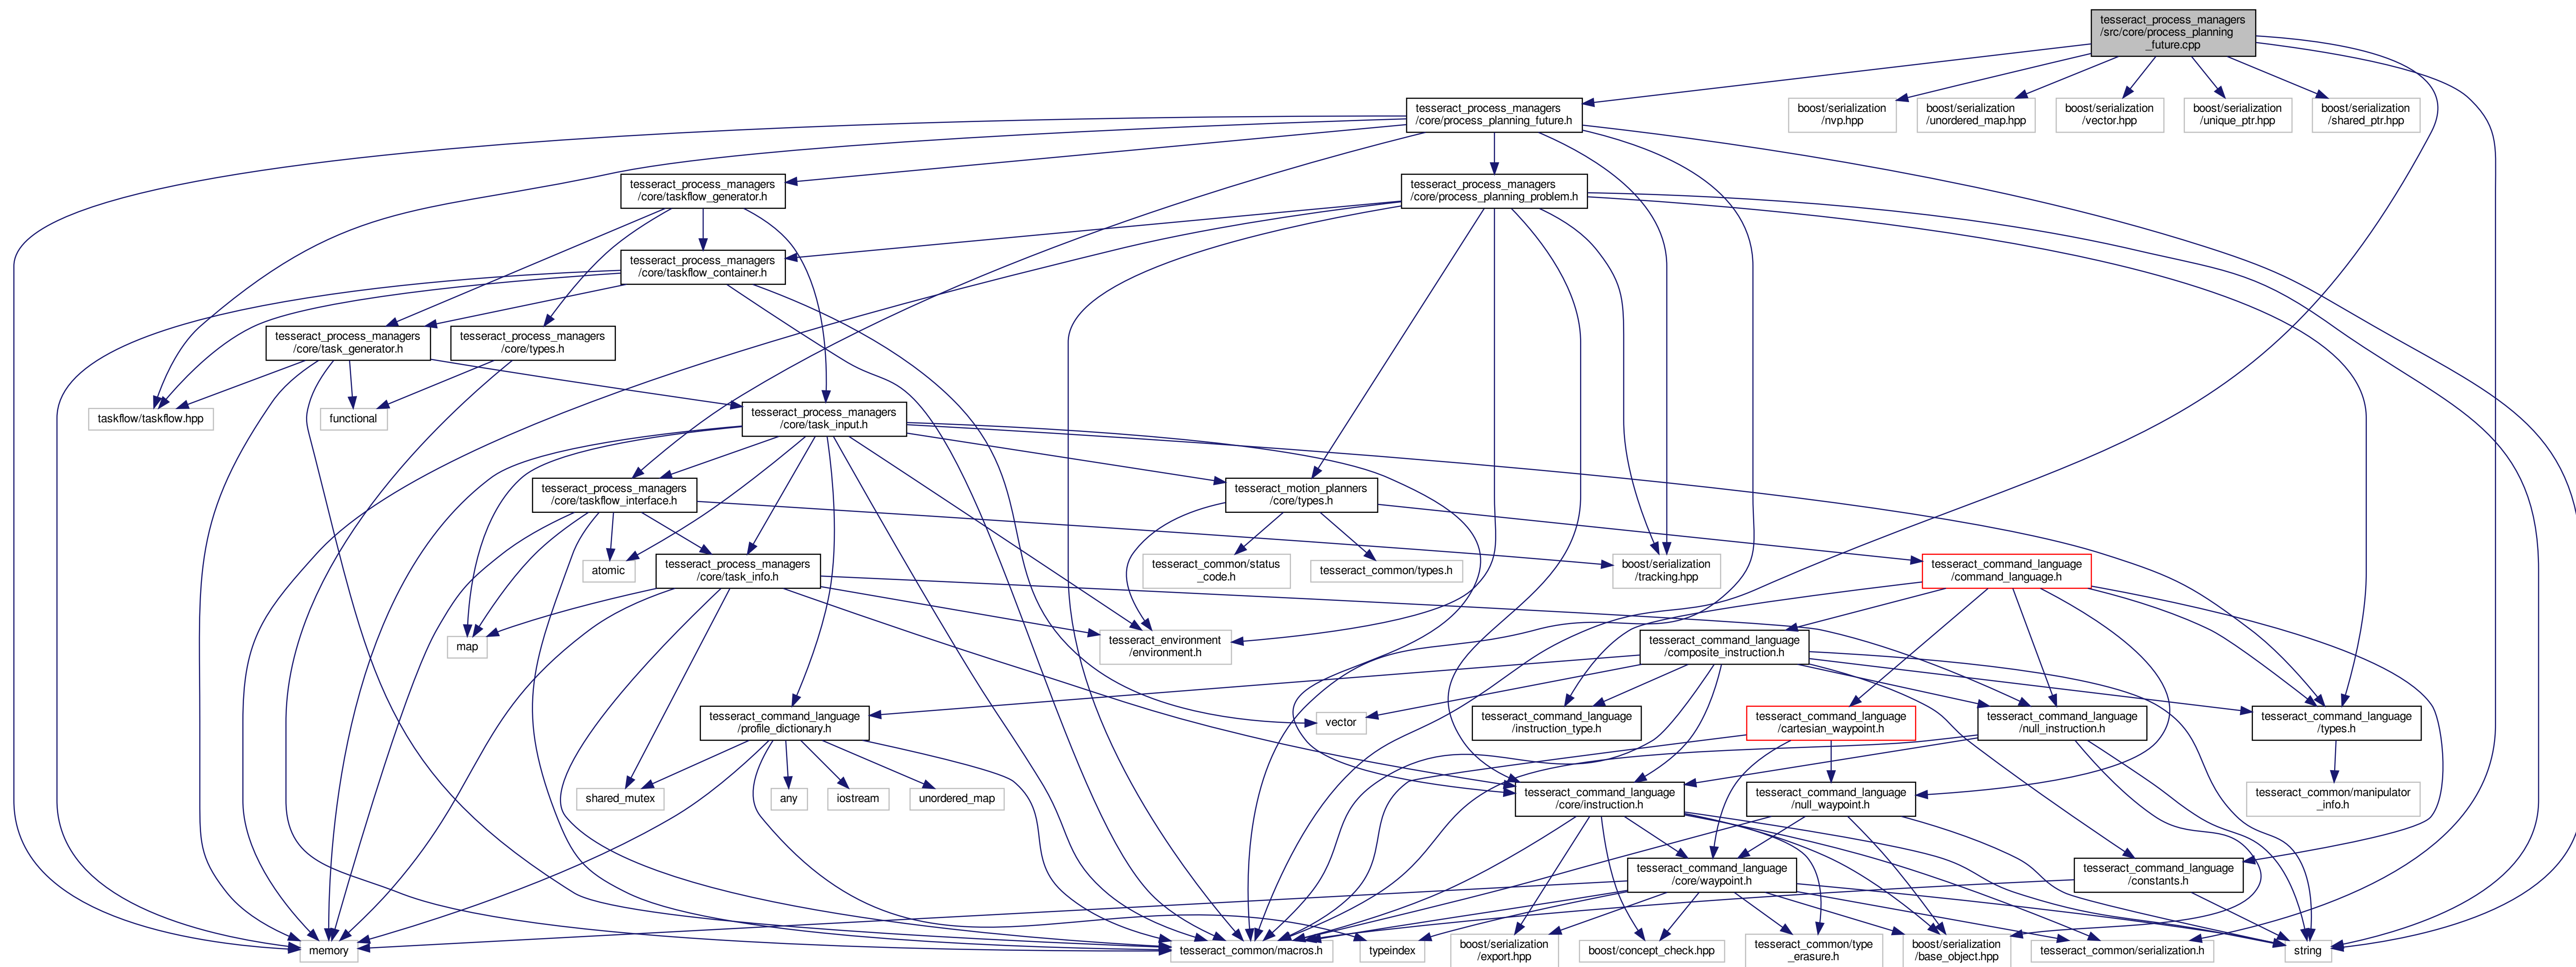 tesseract_process_managers
/src/core/process_planning
_future.cpp
tesseract_process_managers
/core/process_planning_future.h
boost/serialization
/nvp.hpp
boost/serialization
/unordered_map.hpp
boost/serialization
/vector.hpp
boost/serialization
/unique_ptr.hpp
boost/serialization
/shared_ptr.hpp
tesseract_process_managers
/core/taskflow_generator.h
tesseract_process_managers
/core/process_planning_problem.h
tesseract_process_managers
/core/taskflow_container.h
tesseract_process_managers
/core/task_generator.h
tesseract_process_managers
/core/types.h
taskflow/taskflow.hpp
functional
tesseract_process_managers
/core/task_input.h
tesseract_process_managers
/core/taskflow_interface.h
tesseract_motion_planners
/core/types.h
atomic
tesseract_process_managers
/core/task_info.h
tesseract_common/status
_code.h
tesseract_common/types.h
boost/serialization
/tracking.hpp
tesseract_command_language
/command_language.h
map
tesseract_environment
/environment.h
tesseract_command_language
/composite_instruction.h
tesseract_command_language
/profile_dictionary.h
vector
tesseract_command_language
/instruction_type.h
tesseract_command_language
/cartesian_waypoint.h
tesseract_command_language
/null_instruction.h
tesseract_command_language
/types.h
shared_mutex
any
iostream
unordered_map
tesseract_command_language
/core/instruction.h
tesseract_command_language
/null_waypoint.h
tesseract_common/manipulator
_info.h
tesseract_command_language
/core/waypoint.h
tesseract_command_language
/constants.h
memory
tesseract_common/macros.h
typeindex
boost/serialization
/export.hpp
boost/concept_check.hpp
tesseract_common/type
_erasure.h
boost/serialization
/base_object.hpp
tesseract_common/serialization.h
string